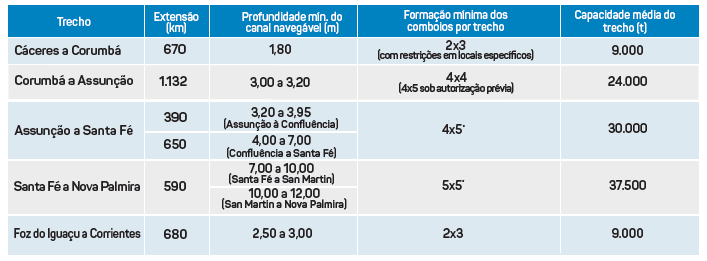 Trecho
Extensão
(km)
Profundidade mín. do
canal navegável (m)
Formação mínima dos
comboios por trecho
Capacidade média do
trecho (t)
Cáceres a Corumbá
670
1,80
2x3
(com restrições em locais específicos)
9.000
Corumbá a Assunção
1.132
3,00 a 3,20
4x4
(4x5 sob autorização prévia)
24.000
Assunção a Santa Fé
390
3,20 a 3,95
(Assunção à Confluência)
650
4,00 a 7,00
(Confluência a Santa Fé)
4x5*
30.000
Santa Fé a Nova Palmira
590
7,00 a 10,00
(Santa Fé a San Martin)
10,00 a 12,00
(San Martin a Nova Palmira)
5x5*
37.500
Foz do Iguaçu a Corrientes
680
2,50 a 3,00
2x3
9.000